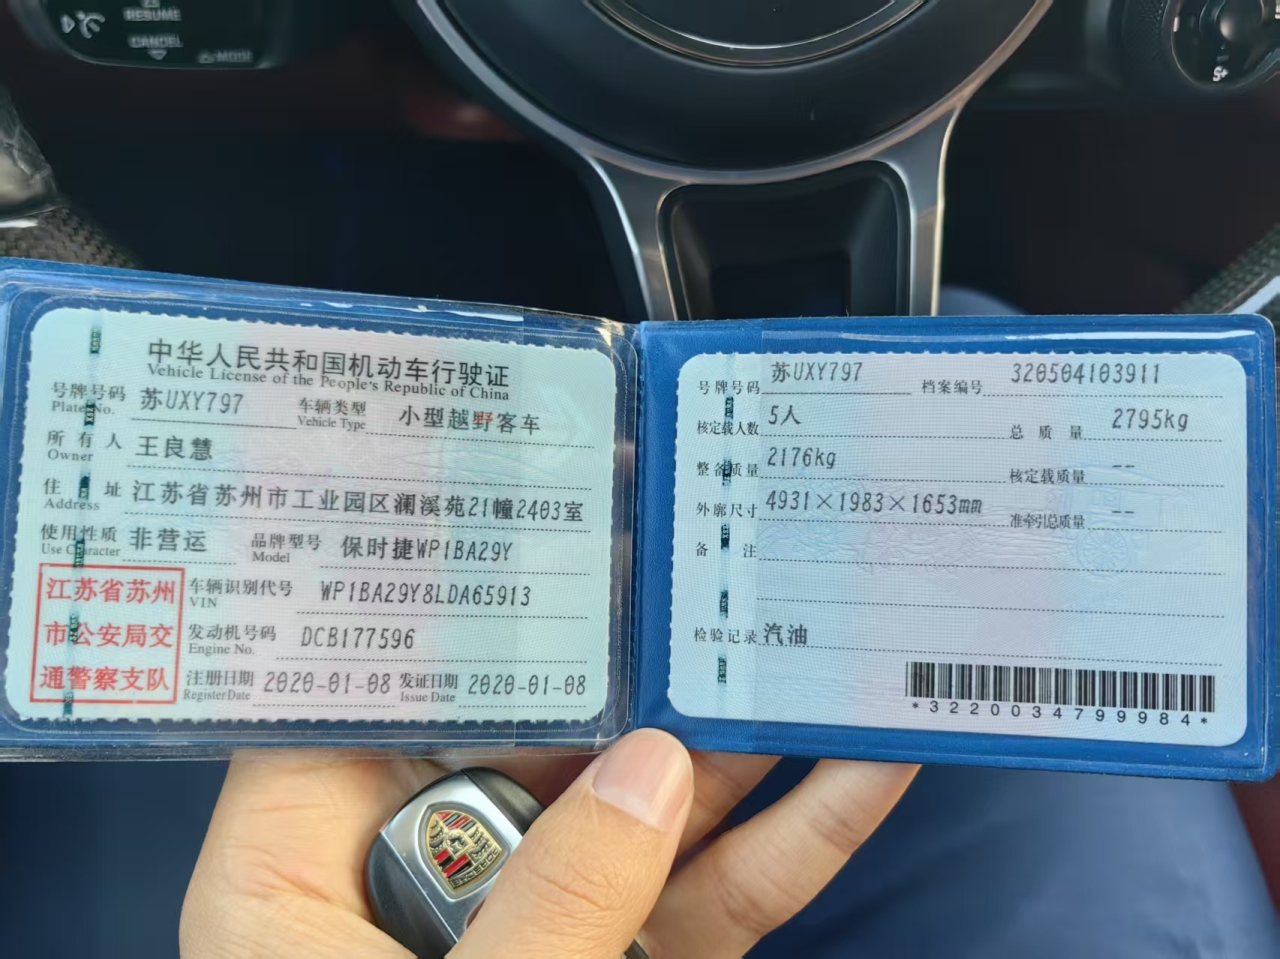 RESUME
CANCEL
MODE
S+
中华人民共和国机动车行驶证
Vehicle License of the People's Republic of China
号牌号码 苏UXY797 车辆类型 小型越野客车
Plate No. Vehicle Type
所有人 王良慧
Owner
住址 江苏省苏州市工业园区澜溪苑21幢2403室
Address
使用性质 非营运 品牌型号 保时捷WP1BA29Y
Use Character Model
江苏省苏州
市公安局交
通警察支队
车辆识别代号 WP1BA29Y8LDA65913
VIN
发动机号码 DCB177596
Engine No.
注册日期 2020-01-08 发证日期 2020-01-08
Register Date Issue Date
号牌号码 苏UXY797 档案编号 320504103911
核定载人数 5人 总质量 2795kg
整备质量 2176kg 核定载质量 --
外廓尺寸 4931×1983×1653mm 准牵引总质量 --
备注
检验记录 汽油
*3220034799984*